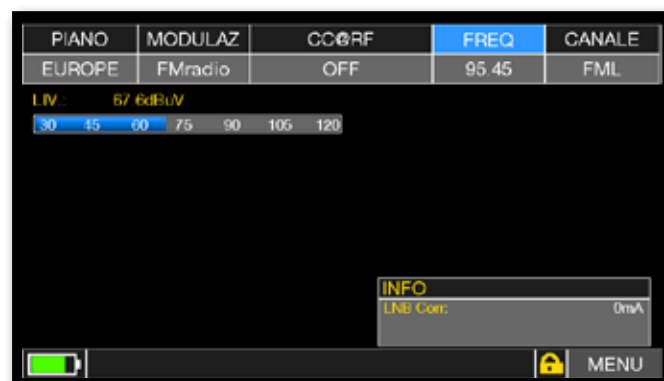 PIANO MODULAZ CC@RF FREQ CANALE
EUROPE FMradio OFF 95.45 FML
LIV.: 67.6dBuV
30 45 60 75 90 105 120
INFO
LNB Corr: 0mA
MENU